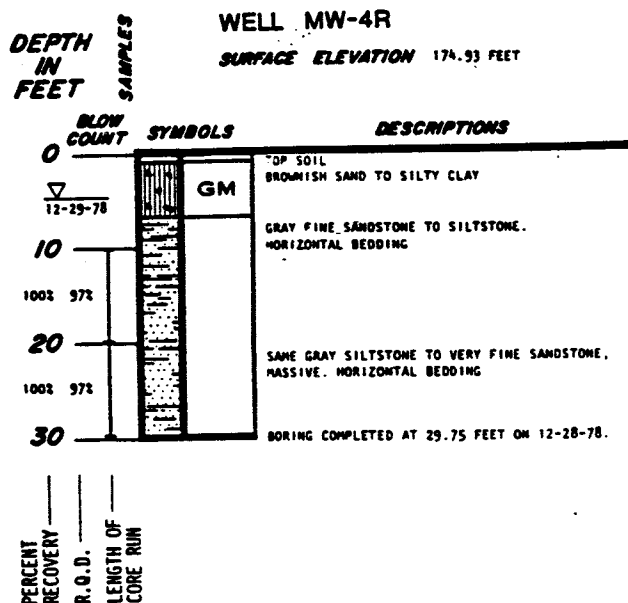 WELL MW-4R
SURFACE ELEVATION 174.93 FEET
DEPTH
IN
FEET
SAMPLES
BLOW
COUNT
SYMBOLS
DESCRIPTIONS
0
TOP SOIL
BROWNISH SAND TO SILTY CLAY
GM
12-29-78
GRAY FINE SANDSTONE TO SILTSTONE.
HORIZONTAL BEDDING
10
100% 97%
20
SAME GRAY SILTSTONE TO VERY FINE SANDSTONE,
MASSIVE. HORIZONTAL BEDDING
100% 97%
30
BORING COMPLETED AT 29.75 FEET ON 12-28-78.
PERCENT
RECOVERY
R.Q.D.
LENGTH OF
CORE RUN